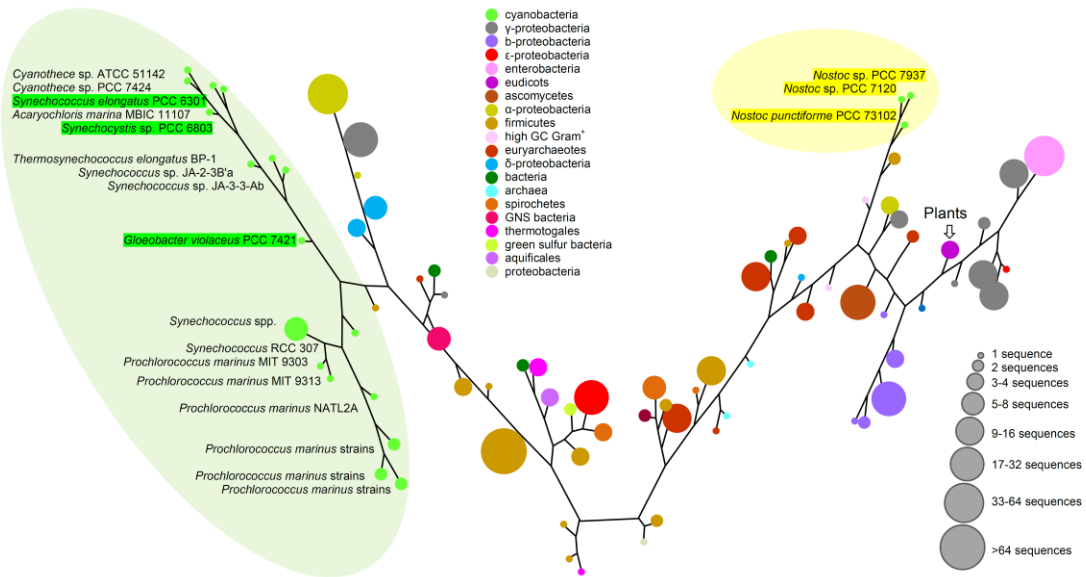 cyanobacteria
γ-proteobacteria
b-proteobacteria
ε-proteobacteria
enterobacteria
eudicots
ascomycetes
α-proteobacteria
firmicutes
high GC Gram+
euryarchaeotes
δ-proteobacteria
bacteria
archaea
spirochetes
GNS bacteria
thermotogales
green sulfur bacteria
aquificales
proteobacteria
Cyanothece sp. ATCC 51142
Cyanothece sp. PCC 7424
Synechococcus elongatus PCC 6301
Acaryochloris marina MBIC 11107
Synechocystis sp. PCC 6803
Thermosynechococcus elongatus BP-1
Synechococcus sp. JA-2-3B'a
Synechococcus sp. JA-3-3-Ab
Gloeobacter violaceus PCC 7421
Synechococcus spp.
Synechococcus RCC 307
Prochlorococcus marinus MIT 9303
Prochlorococcus marinus MIT 9313
Prochlorococcus marinus NATL2A
Prochlorococcus marinus strains
Prochlorococcus marinus strains
Prochlorococcus marinus strains
Nostoc sp. PCC 7937
Nostoc sp. PCC 7120
Nostoc punctiforme PCC 73102
Plants
1 sequence
2 sequences
3-4 sequences
5-8 sequences
9-16 sequences
17-32 sequences
33-64 sequences
>64 sequences